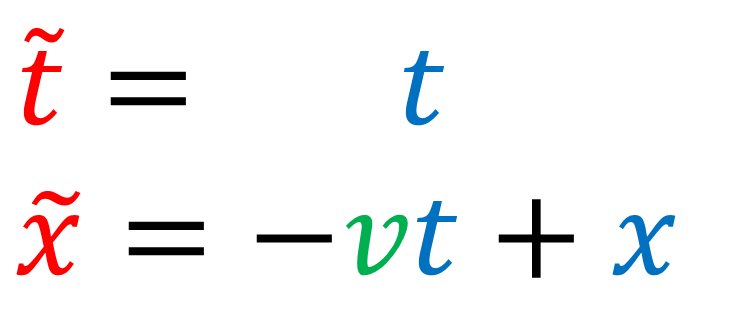 t̃ = t
x̃ = −vt + x